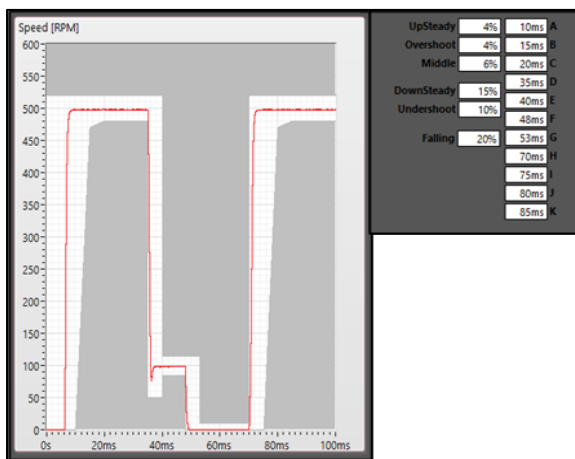 Speed [RPM]
600
550
500
450
400
350
300
250
200
150
100
50
0
0s 20ms 40ms 60ms 80ms 100ms
UpSteady 4% 10ms A
Overshoot 4% 15ms B
Middle 6% 20ms C
35ms D
DownSteady 15% 40ms E
Undershoot 10% 48ms F
Falling 20% 53ms G
70ms H
75ms I
80ms J
85ms K